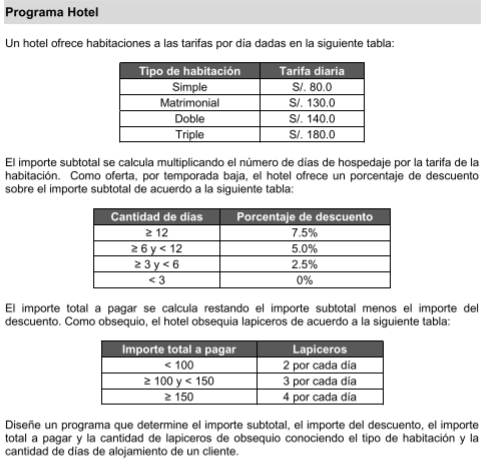 Programa Hotel
Un hotel ofrece habitaciones a las tarifas por día dadas en la siguiente tabla:
Tipo de habitación Tarifa diaria
Simple S/. 80.0
Matrimonial S/. 130.0
Doble S/. 140.0
Triple S/. 180.0
El importe subtotal se calcula multiplicando el número de días de hospedaje por la tarifa de la
habitación. Como oferta, por temporada baja, el hotel ofrece un porcentaje de descuento
sobre el importe subtotal de acuerdo a la siguiente tabla:
Cantidad de días Porcentaje de descuento
≥ 12 7.5%
≥ 6 y < 12 5.0%
≥ 3 y < 6 2.5%
< 3 0%
El importe total a pagar se calcula restando el importe subtotal menos el importe del
descuento. Como obsequio, el hotel obsequia lapiceros de acuerdo a la siguiente tabla:
Importe total a pagar Lapiceros
< 100 2 por cada día
≥ 100 y < 150 3 por cada día
≥ 150 4 por cada día
Diseñe un programa que determine el importe subtotal, el importe del descuento, el importe
total a pagar y la cantidad de lapiceros de obsequio conociendo el tipo de habitación y la
cantidad de días de alojamiento de un cliente.